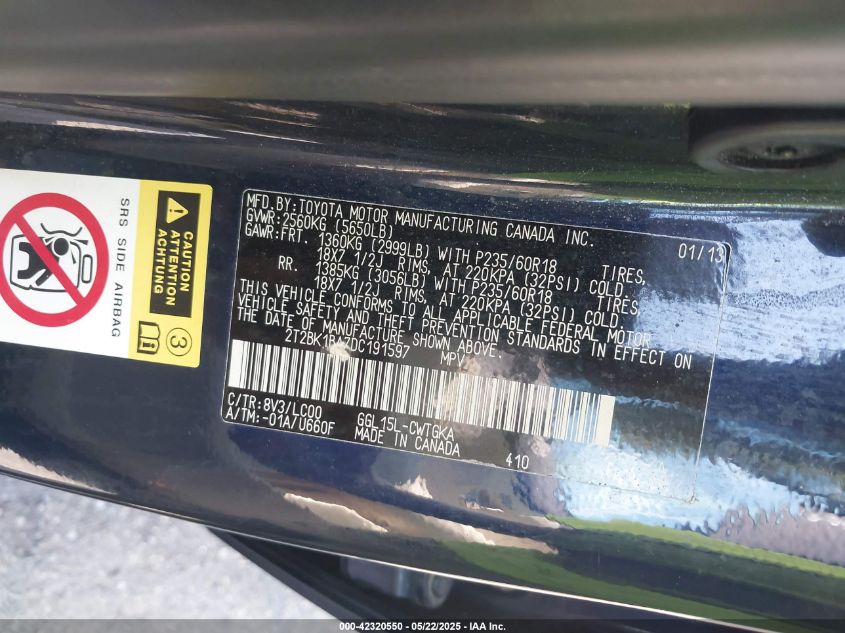 SRS SIDE AIRBAG
CAUTION
ATTENTION
ACHTUNG
3
MFD.BY:TOYOTA MOTOR MANUFACTURING CANADA INC.
GVWR:2560KG (5650LB) 01/13
GAWR:FRT. 1360KG (2999LB) WITH P235/60R18 TIRES,
18X7 1/2J RIMS, AT 220KPA (32PSI) COLD
RR. 1385KG (3056LB) WITH P235/60R18 TIRES,
18X7 1/2J RIMS, AT 220KPA (32PSI) COLD.
THIS VEHICLE CONFORMS TO ALL APPLICABLE FEDERAL MOTOR
VEHICLE SAFETY AND THEFT PREVENTION STANDARDS IN EFFECT ON
THE DATE OF MANUFACTURE SHOWN ABOVE.
2T2BK1BA7DC191597 MPV
C/TR:8V3/LC00 GGL15L-CWTGKA
A/TM:-01A/U660F MADE IN CANADA 410
000-42320550 - 05/22/2025 - IAA Inc.